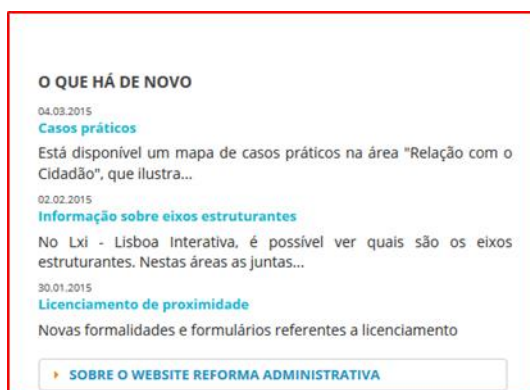 O QUE HÁ DE NOVO
04.03.2015
Casos práticos
Está disponível um mapa de casos práticos na área "Relação com o
Cidadão", que ilustra...
02.02.2015
Informação sobre eixos estruturantes
No Lxi - Lisboa Interativa, é possível ver quais são os eixos
estruturantes. Nestas áreas as juntas...
30.01.2015
Licenciamento de proximidade
Novas formalidades e formulários referentes a licenciamento
SOBRE O WEBSITE REFORMA ADMINISTRATIVA